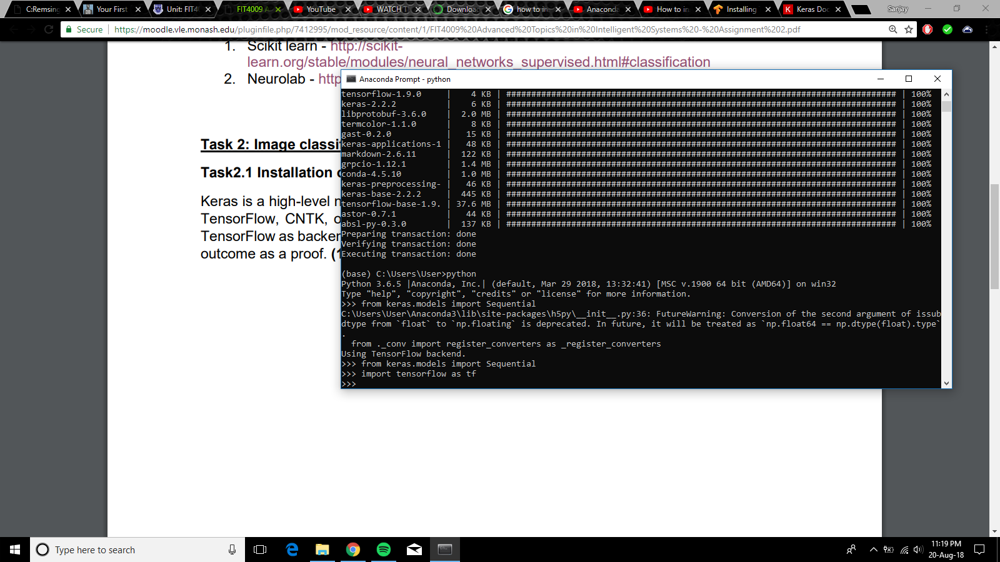 C:Remsing
Your First
Unit: FIT4
FIT4009 A
YouTube
WATCH T
Downloa
how to in
Anaconda
How to in
Installing
Keras Doc
Sanjay
Secure
https://moodle.vle.monash.edu/pluginfile.php/7412995/mod_resource/content/1/FIT4009%20Advanced%20Topics%20in%20Intelligent%20Systems%20-%20Assignment%202.pdf
1. Scikit learn - http://scikit-
learn.org/stable/modules/neural_networks_supervised.html#classification
2. Neurolab - http
Task 2: Image classif
Task2.1 Installation o
Keras is a high-level n
TensorFlow, CNTK, o
TensorFlow as backen
outcome as a proof. (1
Anaconda Prompt - python
tensorflow-1.9.0 | 4 KB | ############################################################################## | 100%
keras-2.2.2 | 6 KB | ############################################################################## | 100%
libprotobuf-3.6.0 | 2.0 MB | ############################################################################## | 100%
termcolor-1.1.0 | 8 KB | ############################################################################## | 100%
gast-0.2.0 | 15 KB | ############################################################################## | 100%
keras-applications-1 | 48 KB | ############################################################################## | 100%
markdown-2.6.11 | 122 KB | ############################################################################## | 100%
grpcio-1.12.1 | 1.4 MB | ############################################################################## | 100%
conda-4.5.10 | 1.0 MB | ############################################################################## | 100%
keras-preprocessing- | 46 KB | ############################################################################## | 100%
keras-base-2.2.2 | 445 KB | ############################################################################## | 100%
tensorflow-base-1.9. | 37.6 MB | ############################################################################## | 100%
astor-0.7.1 | 44 KB | ############################################################################## | 100%
absl-py-0.3.0 | 137 KB | ############################################################################## | 100%
Preparing transaction: done
Verifying transaction: done
Executing transaction: done
(base) C:\Users\User>python
Python 3.6.5 |Anaconda, Inc.| (default, Mar 29 2018, 13:32:41) [MSC v.1900 64 bit (AMD64)] on win32
Type "help", "copyright", "credits" or "license" for more information.
>>> from keras.models import Sequential
C:\Users\User\Anaconda3\lib\site-packages\h5py\__init__.py:36: FutureWarning: Conversion of the second argument of issub
dtype from `float` to `np.floating` is deprecated. In future, it will be treated as `np.float64 == np.dtype(float).type`
.
from ._conv import register_converters as _register_converters
Using TensorFlow backend.
>>> from keras.models import Sequential
>>> import tensorflow as tf
>>>
Type here to search
11:19 PM
20-Aug-18